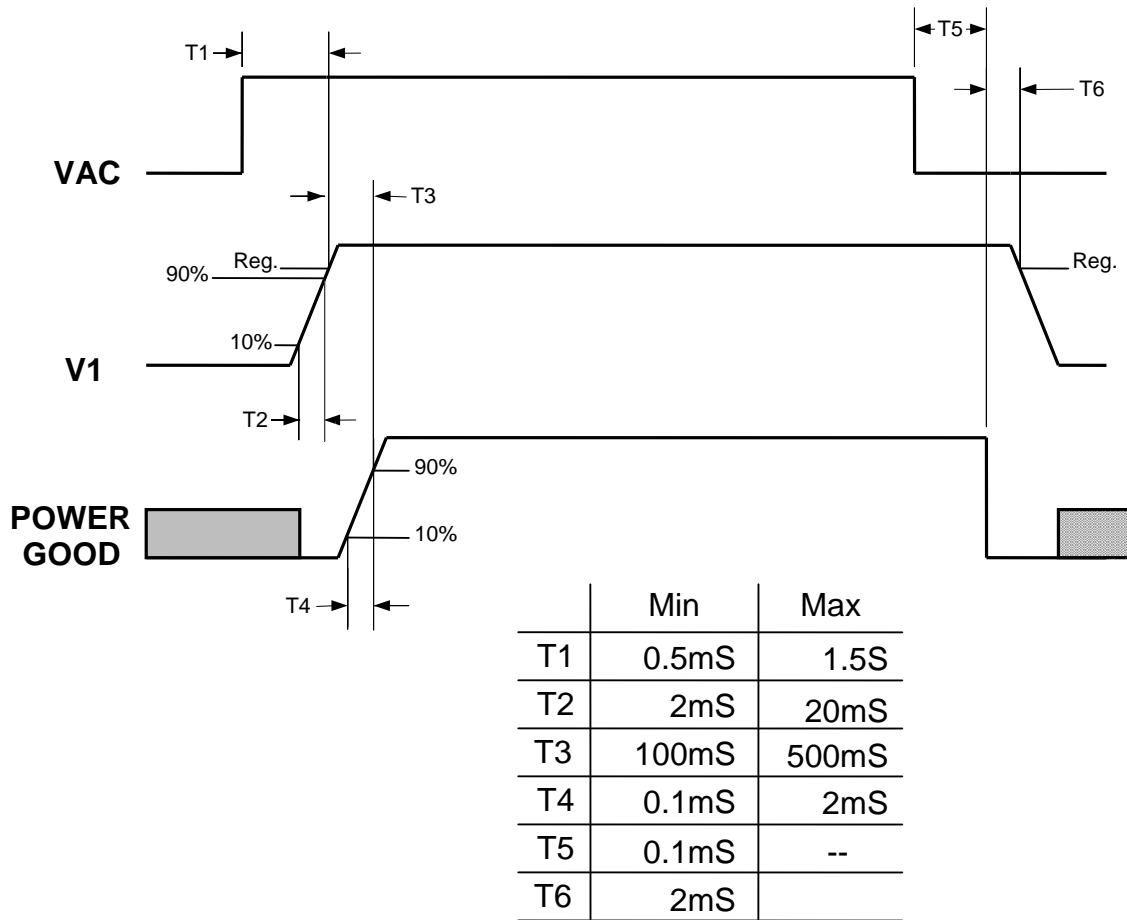 T5
T1
T6
VAC
T3
Reg.
Reg.
90%
10%
V1
T2
90%
POWER
GOOD
10%
T4
Min Max
T1 0.5mS 1.5S
T2 2mS 20mS
T3 100mS 500mS
T4 0.1mS 2mS
T5 0.1mS --
T6 2mS